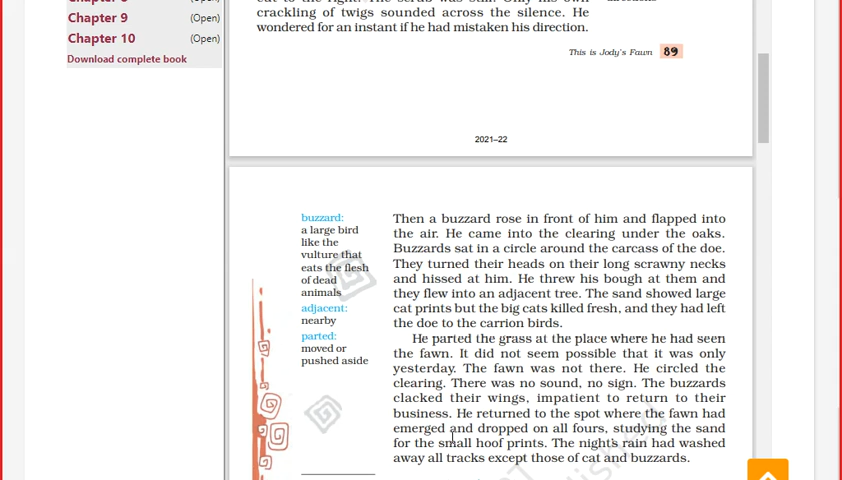 Chapter 9 (Open)
Chapter 10 (Open)
Download complete book
crackling of twigs sounded across the silence. He
wondered for an instant if he had mistaken his direction.
This is Jody's Fawn 89
2021–22
buzzard:
a large bird
like the
vulture that
eats the flesh
of dead
animals
adjacent:
nearby
parted:
moved or
pushed aside
Then a buzzard rose in front of him and flapped into
the air. He came into the clearing under the oaks.
Buzzards sat in a circle around the carcass of the doe.
They turned their heads on their long scrawny necks
and hissed at him. He threw his bough at them and
they flew into an adjacent tree. The sand showed large
cat prints but the big cats killed fresh, and they had left
the doe to the carrion birds.
He parted the grass at the place where he had seen
the fawn. It did not seem possible that it was only
yesterday. The fawn was not there. He circled the
clearing. There was no sound, no sign. The buzzards
clacked their wings, impatient to return to their
business. He returned to the spot where the fawn had
emerged and dropped on all fours, studying the sand
for the small hoof prints. The night's rain had washed
away all tracks except those of cat and buzzards.